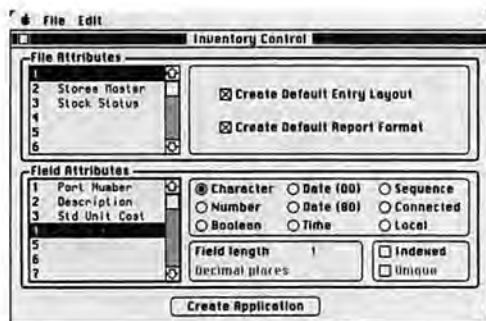 File Edit
Inventory Control
File Attributes
1
2 Stores Master
3 Stock Status
4
5
6
Create Default Entry Layout
Create Default Report Format
Field Attributes
1 Part Number
2 Description
3 Std Unit Cost
4
5
6
7
Character Date (00) Sequence
Number Date (80) Connected
Boolean Time Local
Field length 1
Decimal places
Indexed
Unique
Create Application